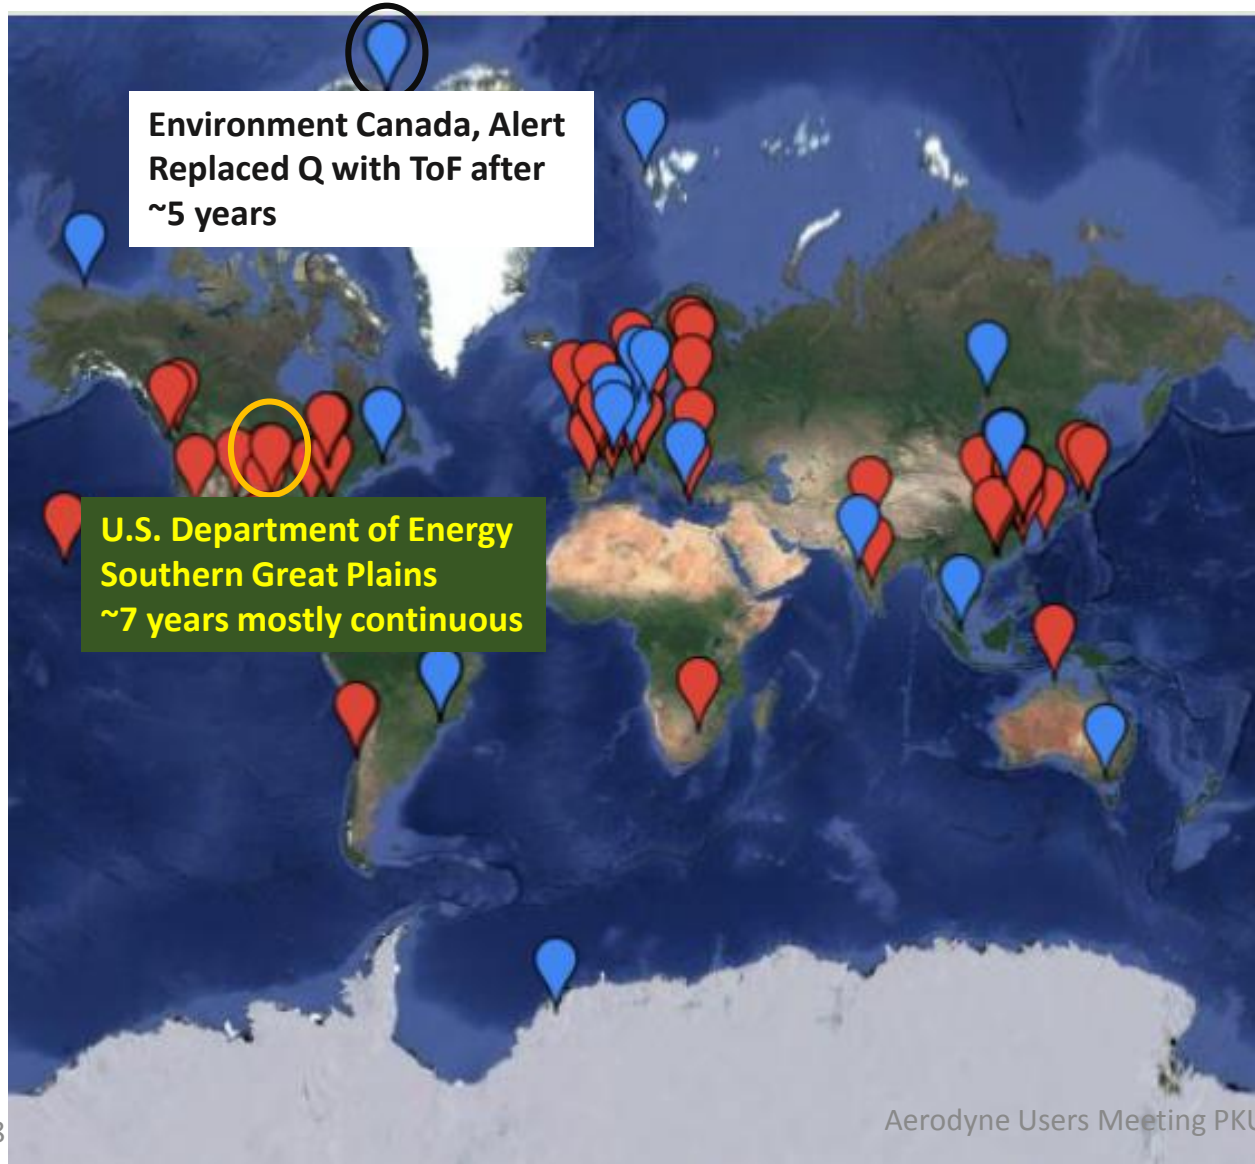 Environment Canada, Alert
Replaced Q with ToF after
~5 years
U.S. Department of Energy
Southern Great Plains
~7 years mostly continuous
Aerodyne Users Meeting PKU